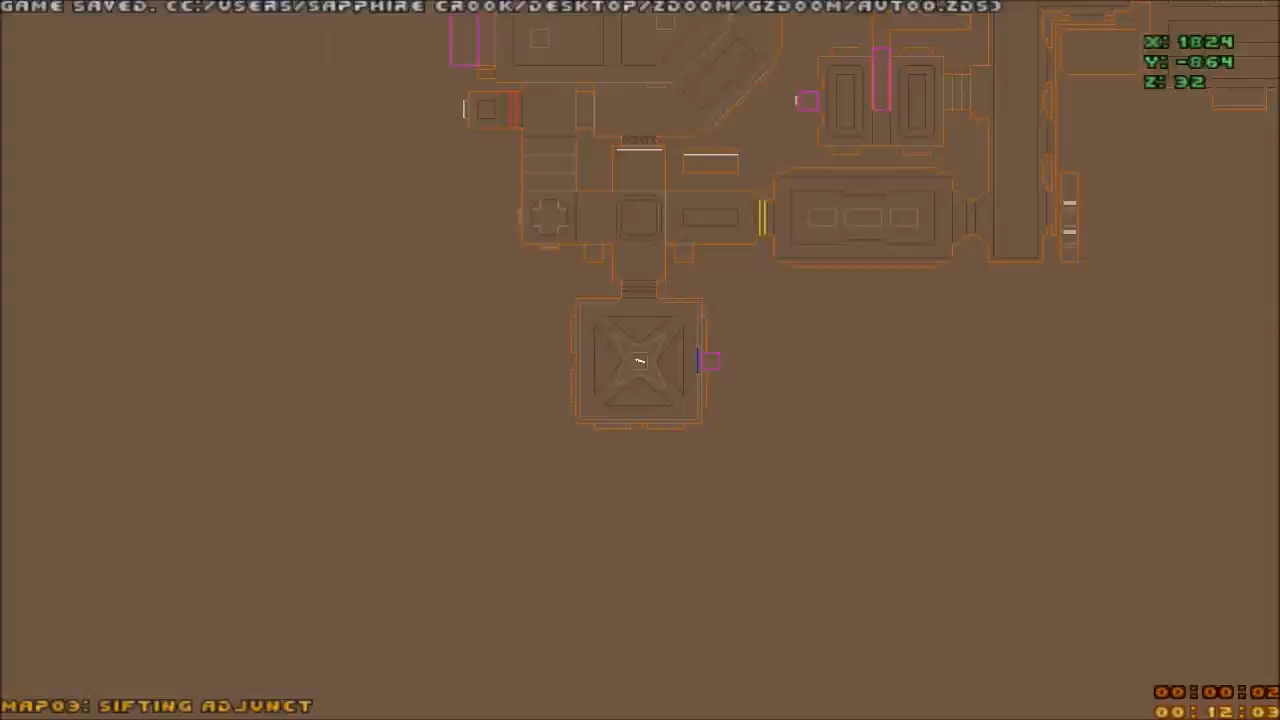 GAME SAVED. (C:/USERS/SAPPHIRE CROOK/DESKTOP/ZDOOM/GZDOOM/AUTO0.ZDS)
X: 1824
Y: -864
Z: 32
MAP03: SIFTING ADJUNCT
00:00:02
00:12:03